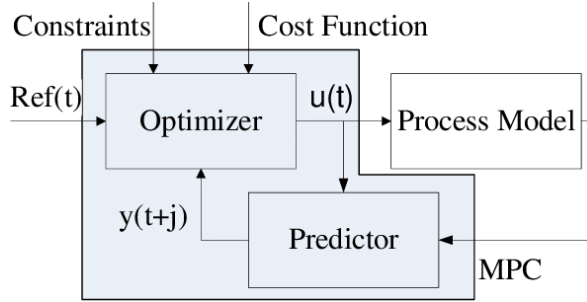 Constraints
Cost Function
Ref(t)
Optimizer
u(t)
Process Model
y(t+j)
Predictor
MPC